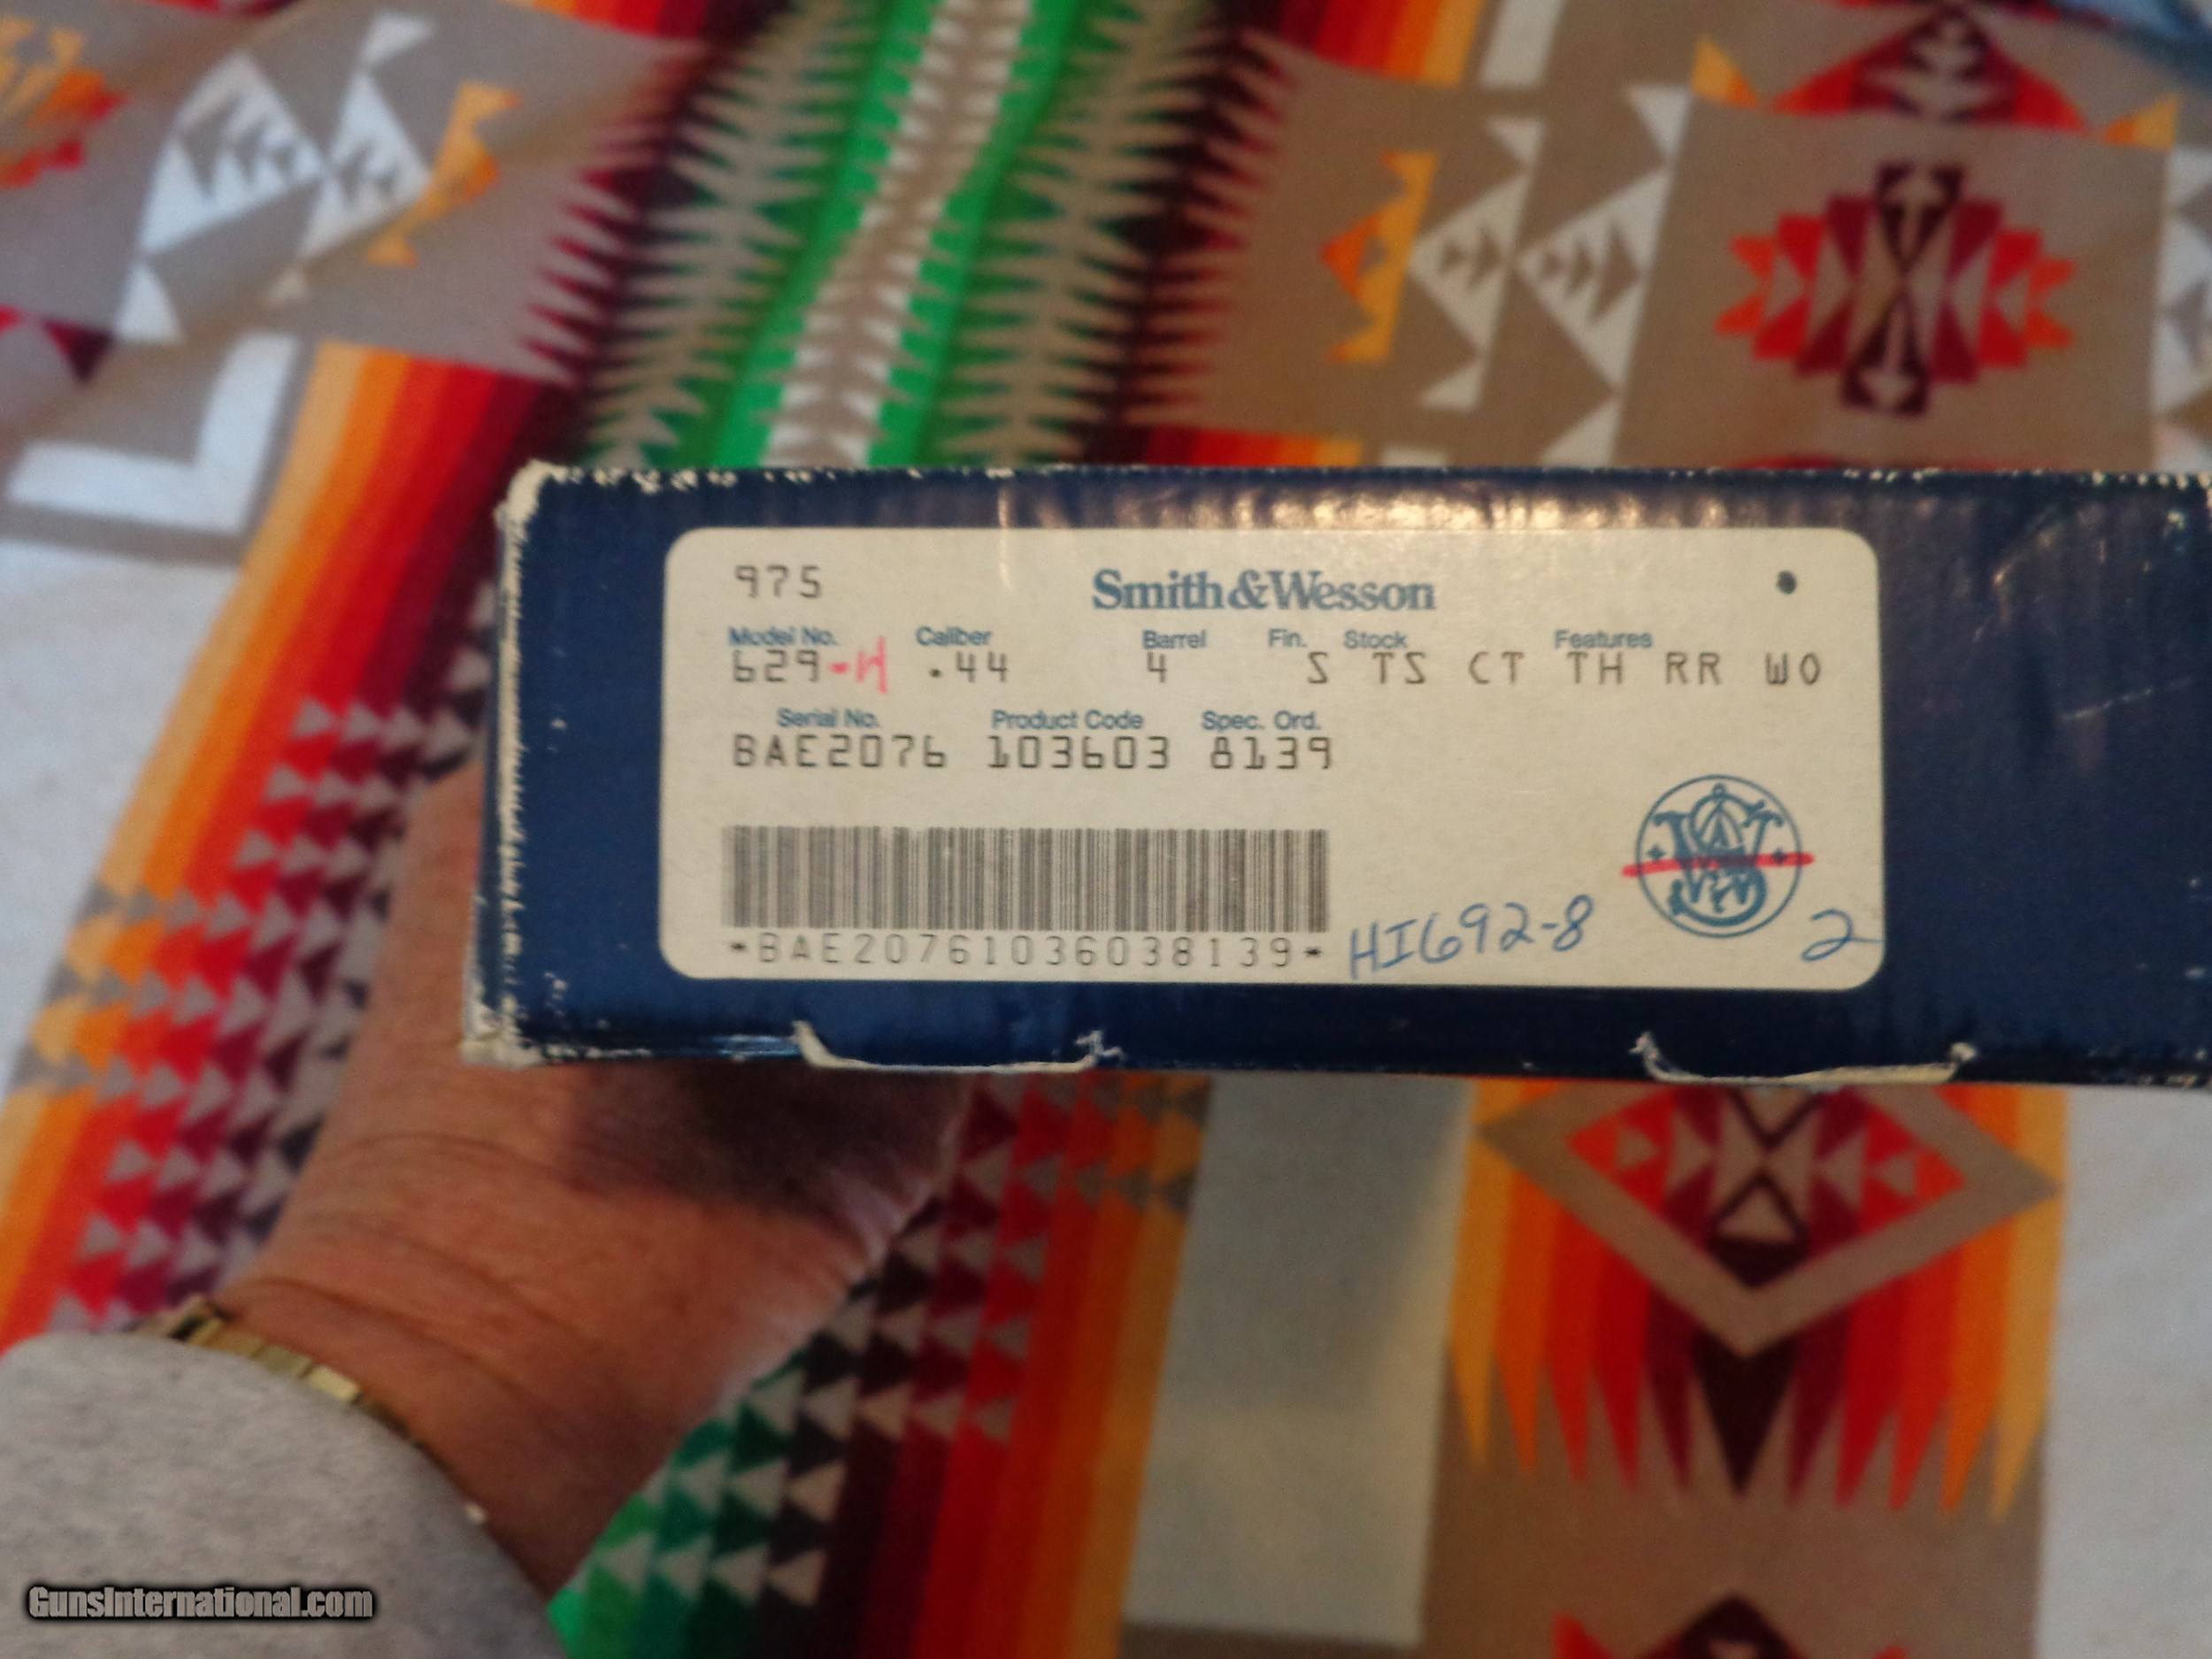 975 Smith&Wesson
Model No. Caliber Barrel Fin. Stock Features
629-H .44 4 S TS CT TH RR WO
Serial No. Product Code Spec. Ord.
BAE2076 103603 8139
*BAE20761036038139* HI692-8 2
GunsInternational.com